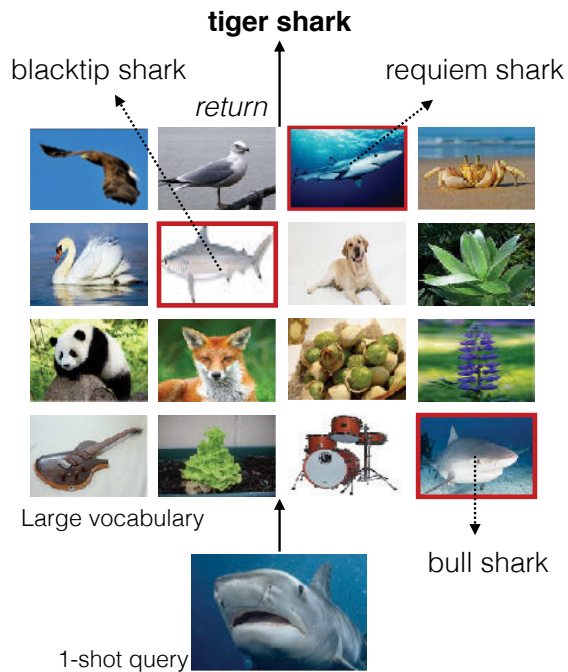 tiger shark
blacktip shark
requiem shark
return
Large vocabulary
bull shark
1-shot query